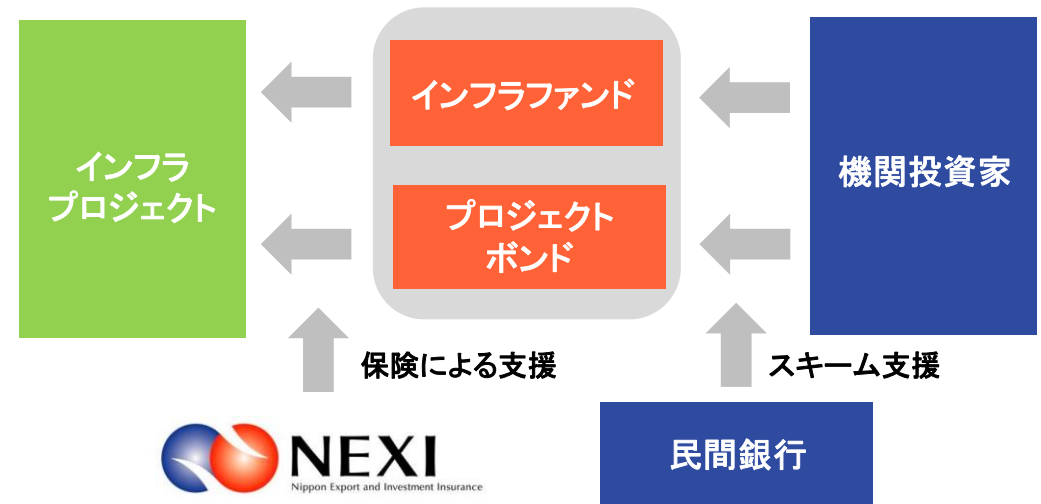 インフラ
プロジェクト
インフラファンド
プロジェクト
ボンド
機関投資家
保険による支援
スキーム支援
NEXI
Nippon Export and Investment Insurance
民間銀行